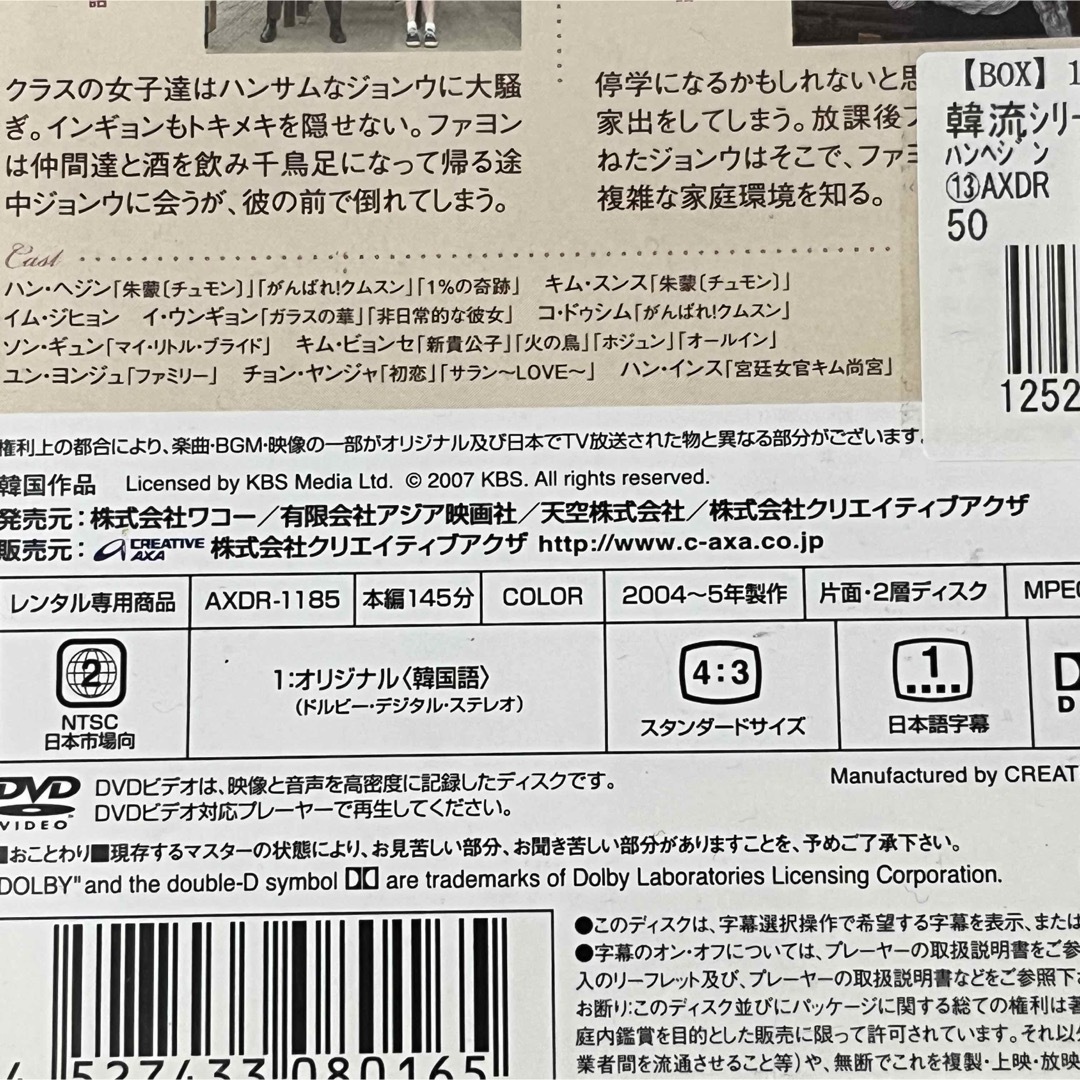 話
クラスの女子達はハンサムなジョンウに大騒
ぎ。インギョンもトキメキを隠せない。ファヨン
は仲間達と酒を飲み千鳥足になって帰る途
中ジョンウに会うが、彼の前で倒れてしまう。
停学になるかもしれないと思
家出をしてしまう。放課後フ
ねたジョンウはそこで、ファヨ
複雑な家庭環境を知る。
【BOX】1
韓流シリー
ハンヘジン
⑬AXDR
50
1252
Cast
ハン・ヘジン「朱蒙〔チュモン〕」「がんばれ!クムスン」「1%の奇跡」 キム・スンス「朱蒙〔チュモン〕」
イム・ジヒョン イ・ウンギョン「ガラスの華」「非日常的な彼女」 コ・ドゥシム「がんばれ!クムスン」
ソン・ギュン「マイ・リトル・ブライド」 キム・ビョンセ「新貴公子」「火の鳥」「ホジュン」「オールイン」
ユン・ヨンジュ「ファミリー」 チョン・ヤンジャ「初恋」「サラン〜LOVE〜」 ハン・インス「宮廷女官キム尚宮」
権利上の都合により、楽曲・BGM・映像の一部がオリジナル及び日本でTV放送された物と異なる部分がございます。
韓国作品 Licensed by KBS Media Ltd. © 2007 KBS. All rights reserved.
発売元：株式会社ワコー／有限会社アジア映画社／天空株式会社／株式会社クリエイティブアクザ
販売元： CREATIVE AXA 株式会社クリエイティブアクザ http://www.c-axa.co.jp
レンタル専用商品 AXDR-1185 本編145分 COLOR 2004〜5年製作 片面・2層ディスク MPEG
2
NTSC
日本市場向
1:オリジナル〈韓国語〉
(ドルビー・デジタル・ステレオ)
4:3
スタンダードサイズ
1
日本語字幕
DVD
VIDEO
DVDビデオは、映像と音声を高密度に記録したディスクです。
DVDビデオ対応プレーヤーで再生してください。
Manufactured by CREAT
■おことわり■現存するマスターの状態により、お見苦しい部分、お聞き苦しい部分がありますことを、予めご了承下さい。
DOLBY" and the double-D symbol are trademarks of Dolby Laboratories Licensing Corporation.
4 527433 080165
●このディスクは、字幕選択操作で希望する字幕を表示、または
●字幕のオン・オフについては、プレーヤーの取扱説明書をご参
入のリーフレット及び、プレーヤーの取扱説明書などをご参照下さ
お断り:このディスク並びにパッケージに関する総ての権利は著
庭内鑑賞を目的とした販売に限って許可されています。それ以外
業者間を流通させること等)や、無断でこれを複製・上映・放映